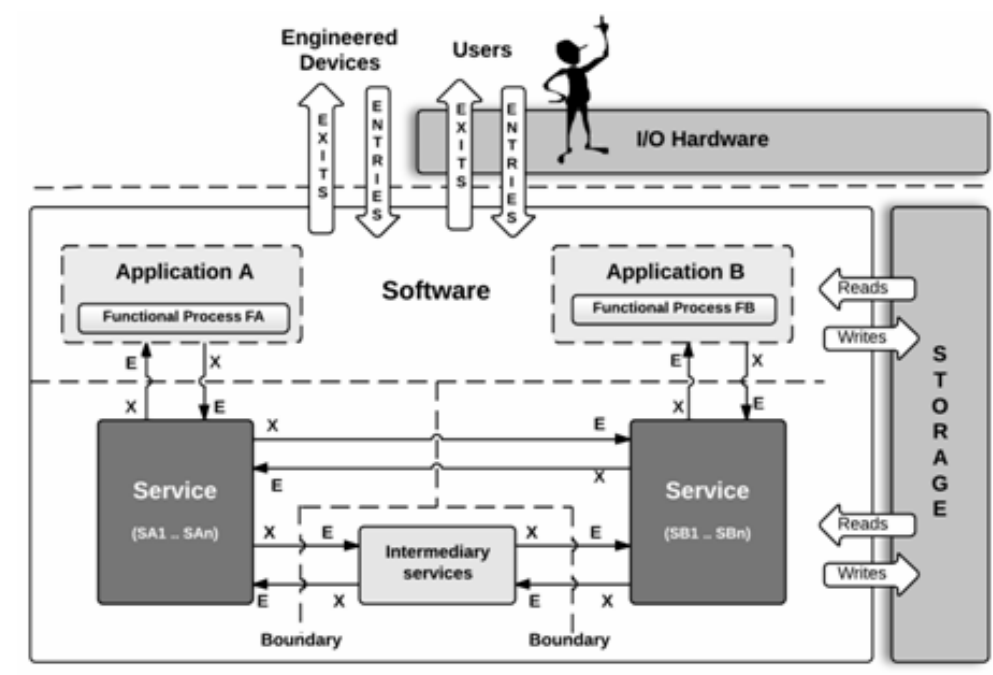 Engineered
Devices
Users
EXITS
ENTRIES
EXITS
ENTRIES
I/O Hardware
Application A
Functional Process FA
Software
Application B
Functional Process FB
Reads
Writes
STORAGE
E
X
E
X
X
E
X
E
X
E
E
X
Service
(SA1 .. SAn)
Service
(SB1 .. SBn)
X
E
X
E
Intermediary
services
E
X
E
X
Reads
Writes
Boundary
Boundary